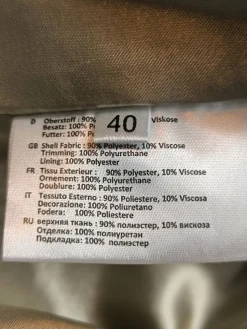 D Oberstoff : 90% Viskose
Besatz: 100%
Futter: 100%
40
GB Shell Fabric : 90% Polyester, 10% Viscose
Trimming: 100% Polyurethane
Lining: 100% Polyester
FR Tissu Exterieur : 90% Polyester, 10% Viscose
Ornement: 100% Polyurethane
Doublure: 100% Polyester
IT Tessuto Esterno : 90% Poliestere, 10% Viscosa
Decorazione: 100% Poliuretano
Fodera: 100% Poliestere
RU верхняя ткань : 90% полиэстер, 10% вискоза
Отделка: 100% полиуретан
Подкладка: 100% полиэстер